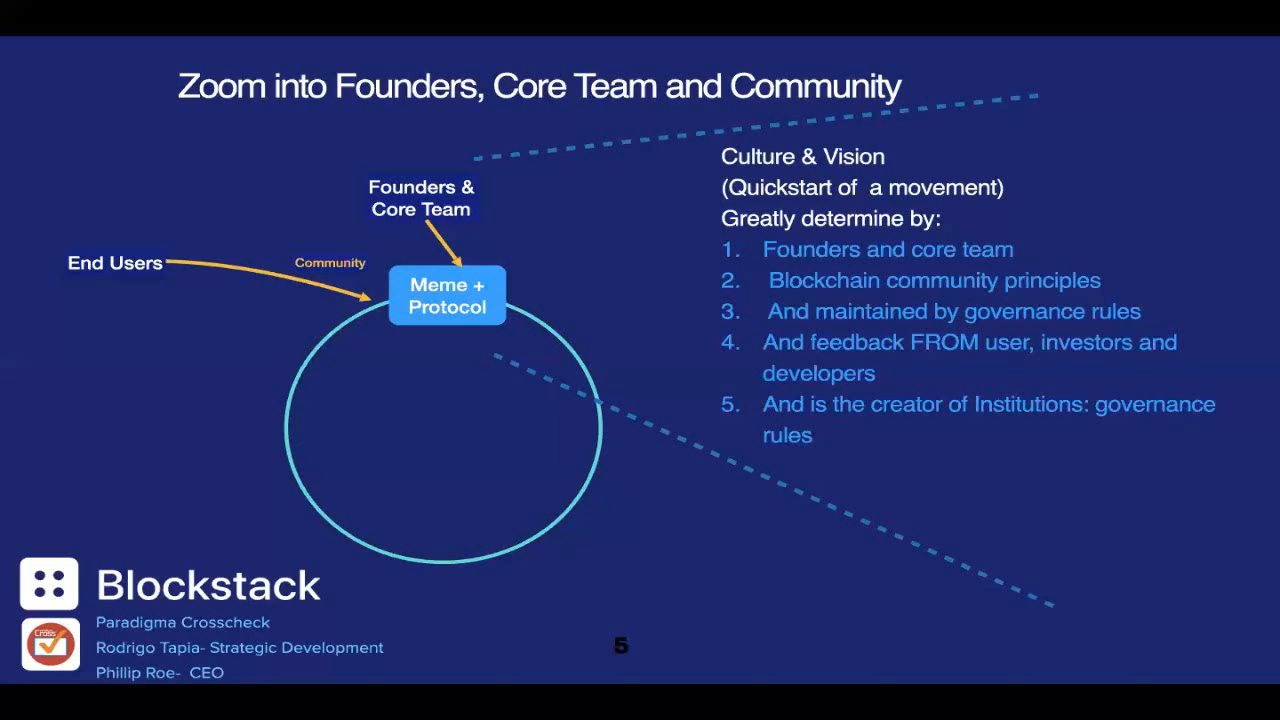 Zoom into Founders, Core Team and Community
Founders &
Core Team
End Users
Community
Meme +
Protocol
Culture & Vision
(Quickstart of a movement)
Greatly determine by:
1. Founders and core team
2. Blockchain community principles
3. And maintained by governance rules
4. And feedback FROM user, investors and
developers
5. And is the creator of Institutions: governance
rules
Blockstack
Paradigma Crosscheck
Rodrigo Tapia- Strategic Development
Phillip Roe- CEO
5